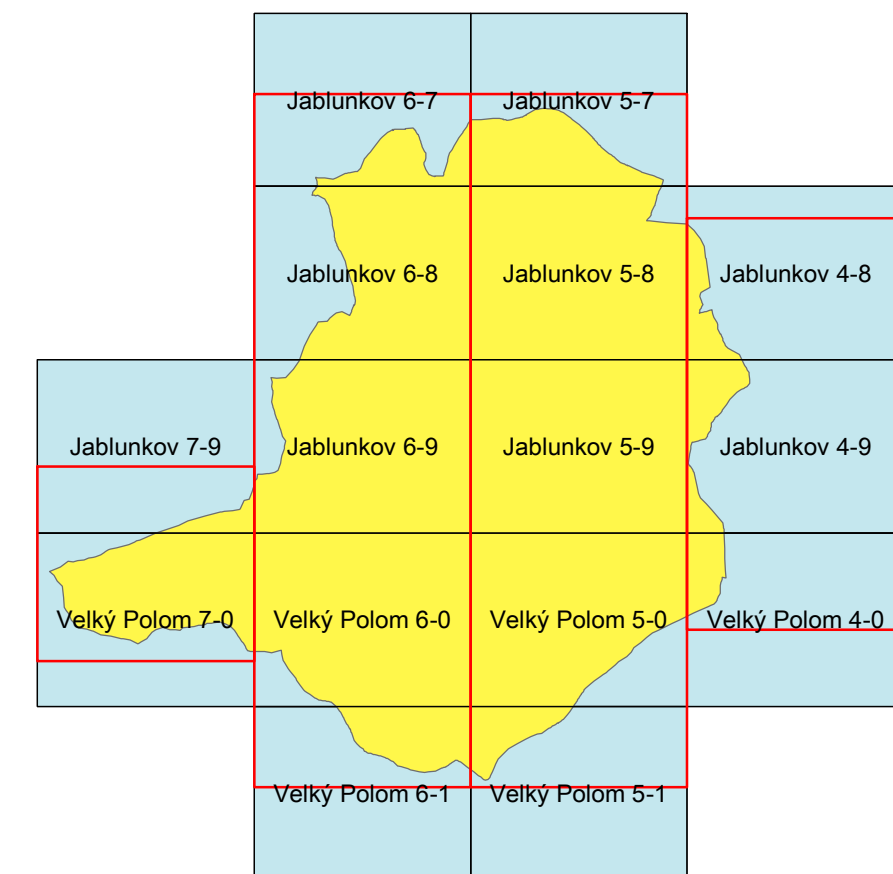 Jablunkov 6-7
Jablunkov 5-7
Jablunkov 6-8
Jablunkov 5-8
Jablunkov 4-8
Jablunkov 7-9
Jablunkov 6-9
Jablunkov 5-9
Jablunkov 4-9
Velký Polom 7-0
Velký Polom 6-0
Velký Polom 5-0
Velký Polom 4-0
Velký Polom 6-1
Velký Polom 5-1